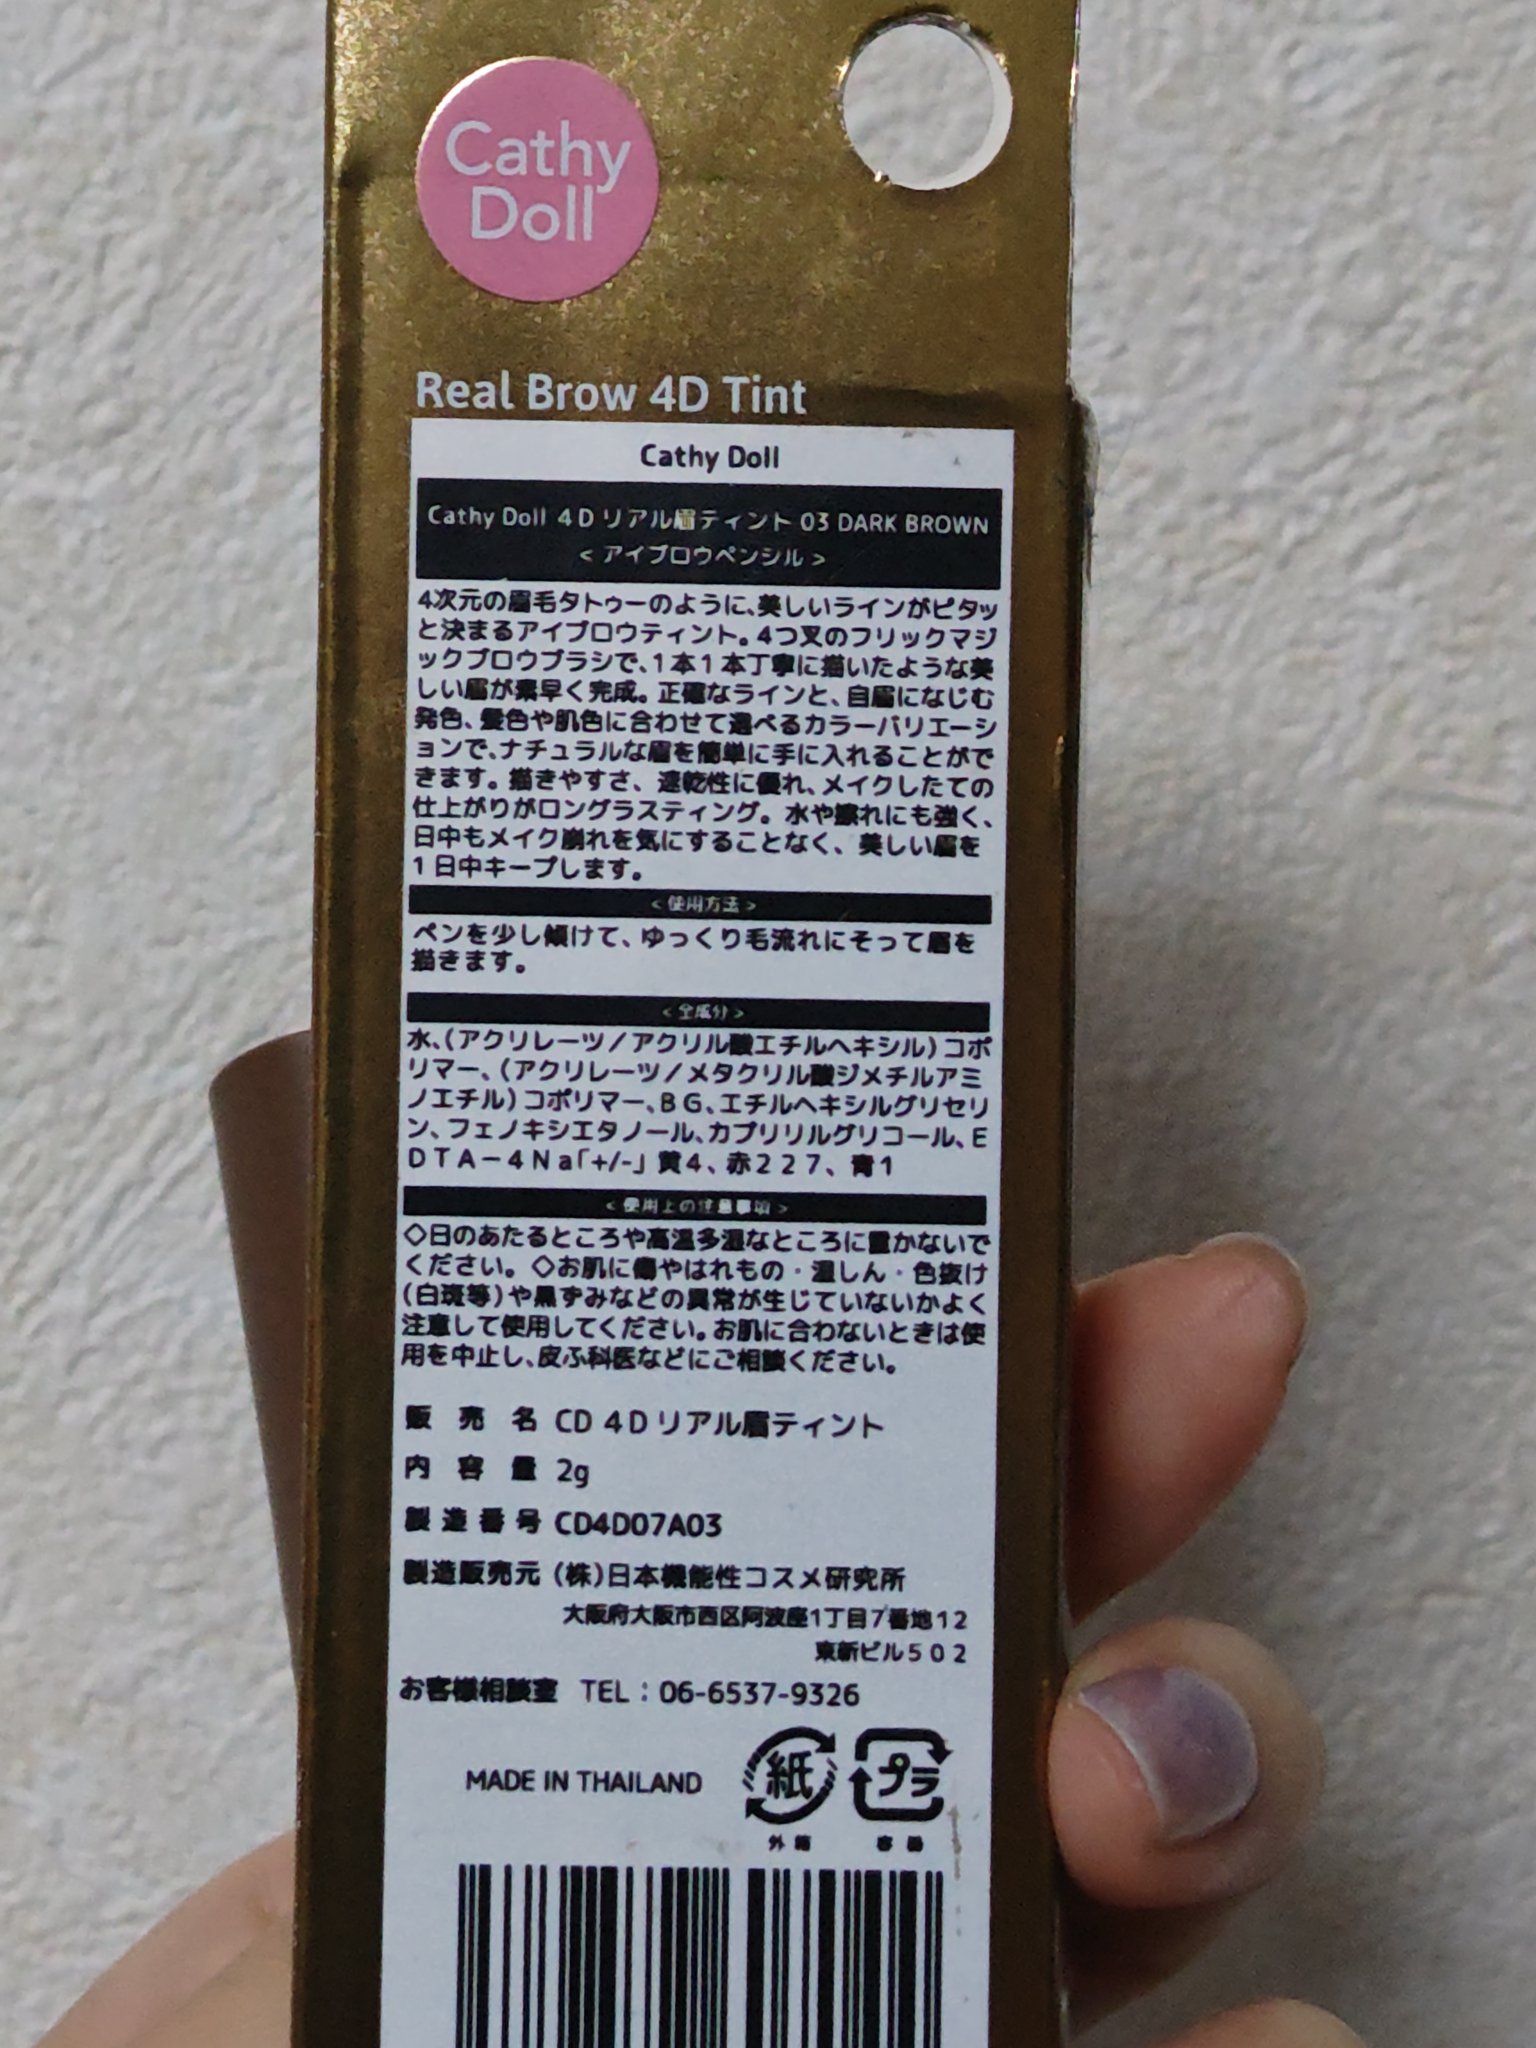 Cathy
Doll
Real Brow 4D Tint
Cathy Doll
Cathy Doll 4D リアル眉ティント 03 DARK BROWN
< アイブロウペンシル >
4次元の眉毛タトゥーのように、美しいラインがピタッ
と決まるアイブロウティント。4つ叉のフリックマジ
ックブロウブラシで、1本1本丁寧に描いたような美
しい眉が素早く完成。正確なラインと、自眉になじむ
発色、髪色や肌色に合わせて選べるカラーバリエーシ
ョンで、ナチュラルな眉を簡単に手に入れることがで
きます。描きやすさ、速乾性に優れ、メイクしたての
仕上がりがロングラスティング。水や擦れにも強く、
日中もメイク崩れを気にすることなく、美しい眉を
1日中キープします。
< 使用方法 >
ペンを少し傾けて、ゆっくり毛流れにそって眉を
描きます。
< 全成分 >
水、(アクリレーツ/アクリル酸エチルヘキシル)コポ
リマー、(アクリレーツ/メタクリル酸ジメチルアミ
ノエチル)コポリマー、BG、エチルヘキシルグリセリ
ン、フェノキシエタノール、カプリリルグリコール、E
DTA－4Na「+/-」黄4、赤227、青1
< 使用上の注意事項 >
◇日のあたるところや高温多湿なところに置かないで
ください。◇お肌に傷やはれもの・湿しん・色抜け
(白斑等)や黒ずみなどの異常が生じていないかよく
注意して使用してください。お肌に合わないときは使
用を中止し、皮ふ科医などにご相談ください。
販売名 CD 4D リアル眉ティント
内容量 2g
製造番号 CD4D07A03
製造販売元 (株)日本機能性コスメ研究所
大阪府大阪市西区阿波座1丁目7番地12
東新ビル502
お客様相談室 TEL：06-6537-9326
MADE IN THAILAND 紙 プラ
外箱 容器